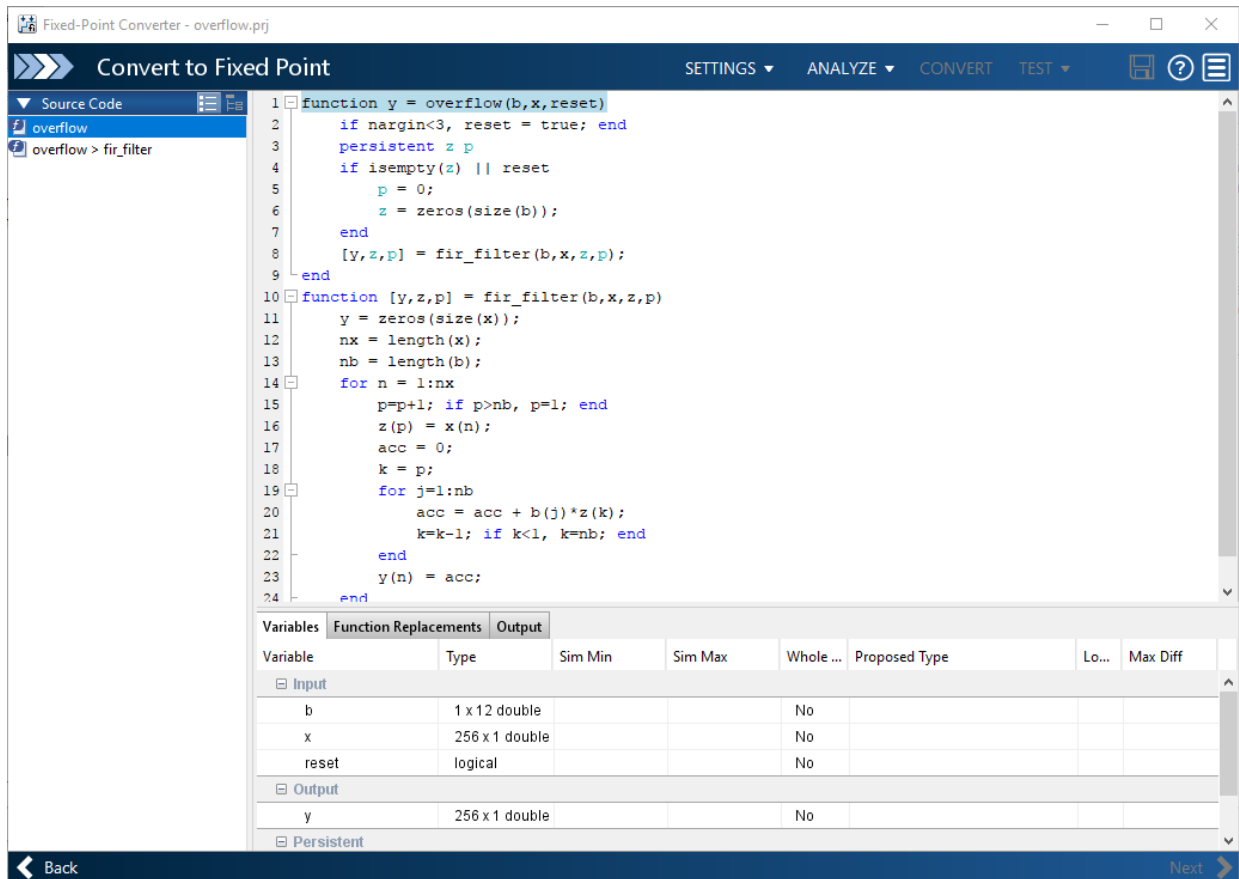 Fixed-Point Converter - overflow.prj
Convert to Fixed Point
SETTINGS ANALYZE CONVERT TEST
Source Code
overflow
overflow > fir_filter
1 function y = overflow(b,x,reset)
2 if nargin<3, reset = true; end
3 persistent z p
4 if isempty(z) || reset
5 p = 0;
6 z = zeros(size(b));
7 end
8 [y,z,p] = fir_filter(b,x,z,p);
9 end
10 function [y,z,p] = fir_filter(b,x,z,p)
11 y = zeros(size(x));
12 nx = length(x);
13 nb = length(b);
14 for n = 1:nx
15 p=p+1; if p>nb, p=1; end
16 z(p) = x(n);
17 acc = 0;
18 k = p;
19 for j=1:nb
20 acc = acc + b(j)*z(k);
21 k=k-1; if k<1, k=nb; end
22 end
23 y(n) = acc;
24 end
Variables Function Replacements Output
Variable Type Sim Min Sim Max Whole ... Proposed Type Lo... Max Diff
Input
b 1 x 12 double No
x 256 x 1 double No
reset logical No
Output
y 256 x 1 double No
Persistent
Back Next